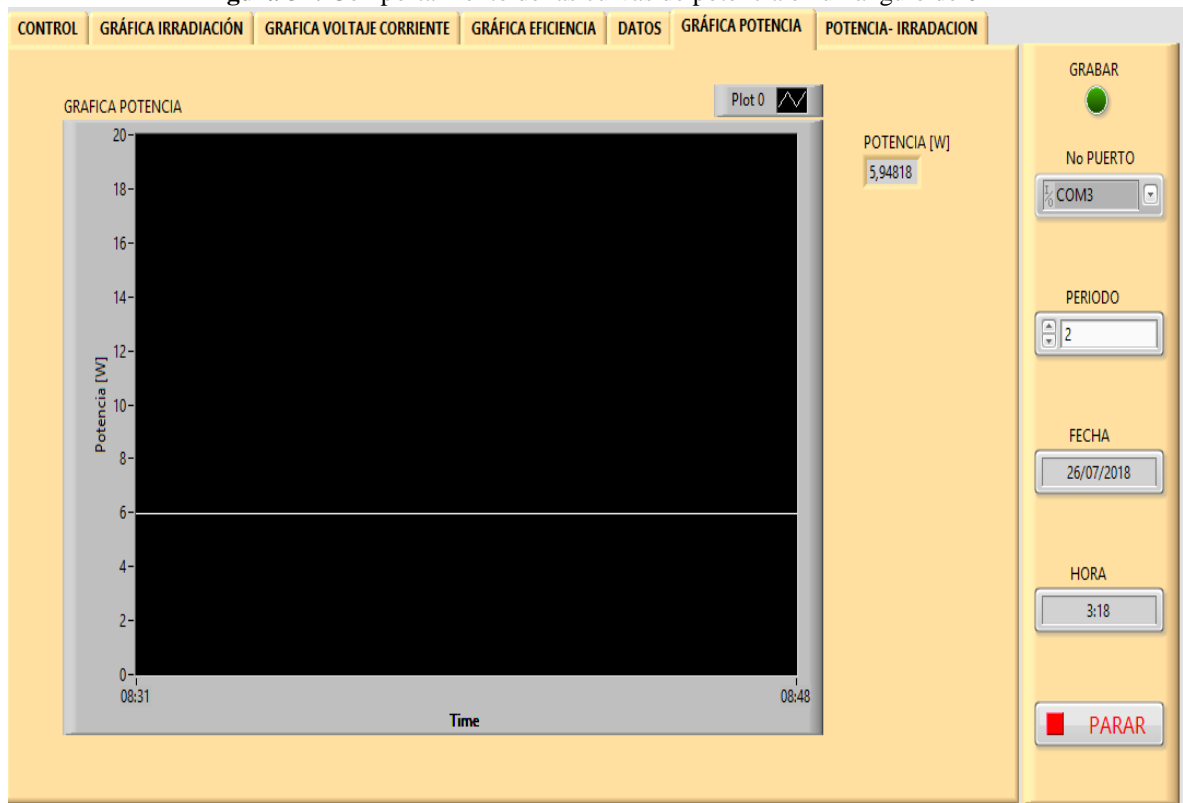 CONTROL GRÁFICA IRRADIACIÓN GRAFICA VOLTAJE CORRIENTE GRÁFICA EFICIENCIA DATOS GRÁFICA POTENCIA POTENCIA- IRRADACION
GRAFICA POTENCIA
Plot 0
20
18
16
14
12
10
8
6
4
2
0
Potencia [W]
08:31
08:48
Time
POTENCIA [W]
5,94818
GRABAR
No PUERTO
COM3
PERIODO
2
FECHA
26/07/2018
HORA
3:18
PARAR